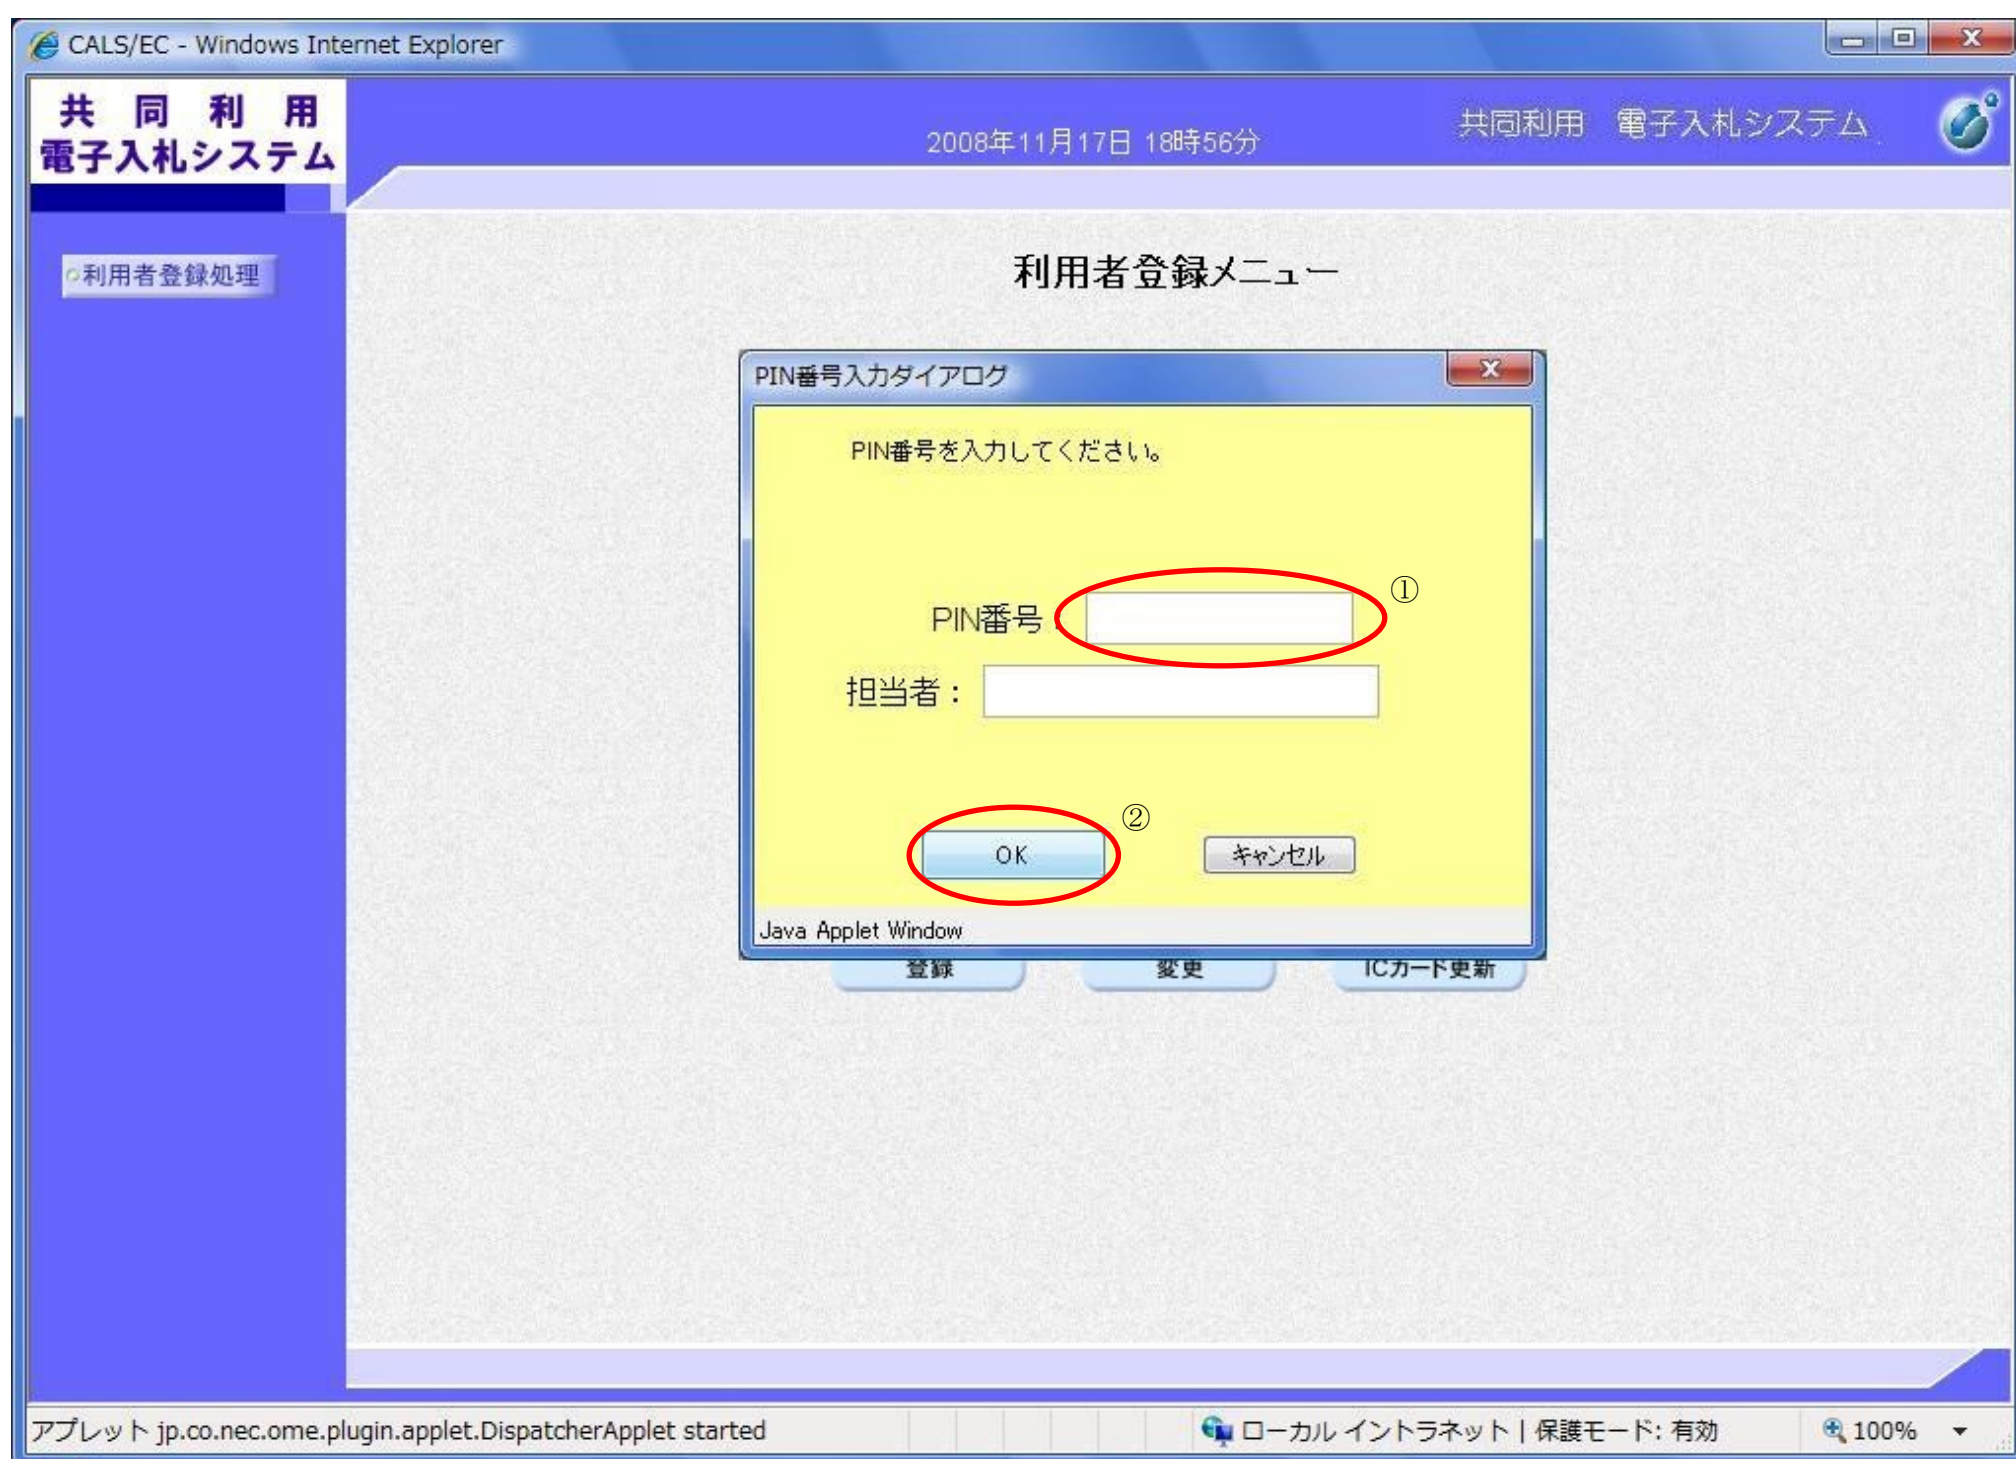 CALS/EC - Windows Internet Explorer
共 同 利 用
電子入札システム
2008年11月17日 18時56分
共同利用 電子入札システム
利用者登録処理
利用者登録メニュー
PIN番号入力ダイアログ
PIN番号を入力してください。
①
PIN番号：
担当者：
②
OK
キャンセル
Java Applet Window
登録
変更
ICカード更新
アプレット jp.co.nec.ome.plugin.applet.DispatcherApplet started
ローカル イントラネット | 保護モード: 有効
100%